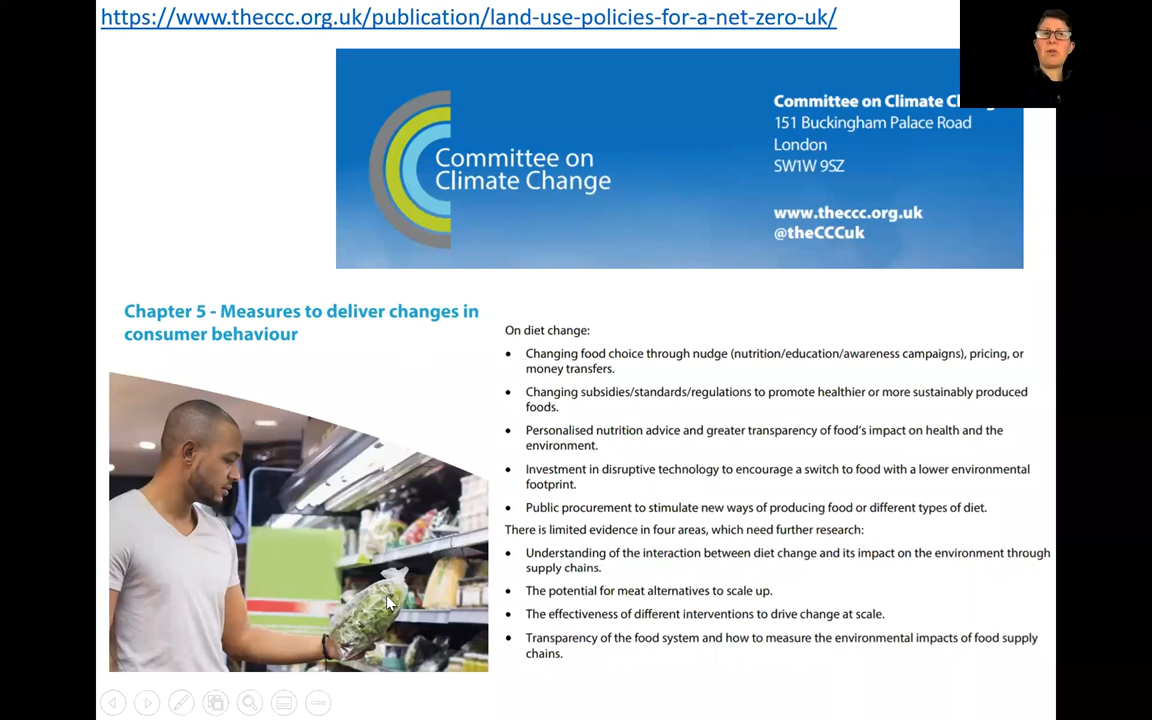 https://www.theccc.org.uk/publication/land-use-policies-for-a-net-zero-uk/
Committee on
Climate Change
Committee on Climate
151 Buckingham Palace Road
London
SW1W 9SZ
www.theccc.org.uk
@theCCCuk
Chapter 5 - Measures to deliver changes in
consumer behaviour
On diet change:
• Changing food choice through nudge (nutrition/education/awareness campaigns), pricing, or
money transfers.
• Changing subsidies/standards/regulations to promote healthier or more sustainably produced
foods.
• Personalised nutrition advice and greater transparency of food's impact on health and the
environment.
• Investment in disruptive technology to encourage a switch to food with a lower environmental
footprint.
• Public procurement to stimulate new ways of producing food or different types of diet.
There is limited evidence in four areas, which need further research:
• Understanding of the interaction between diet change and its impact on the environment through
supply chains.
• The potential for meat alternatives to scale up.
• The effectiveness of different interventions to drive change at scale.
• Transparency of the food system and how to measure the environmental impacts of food supply
chains.